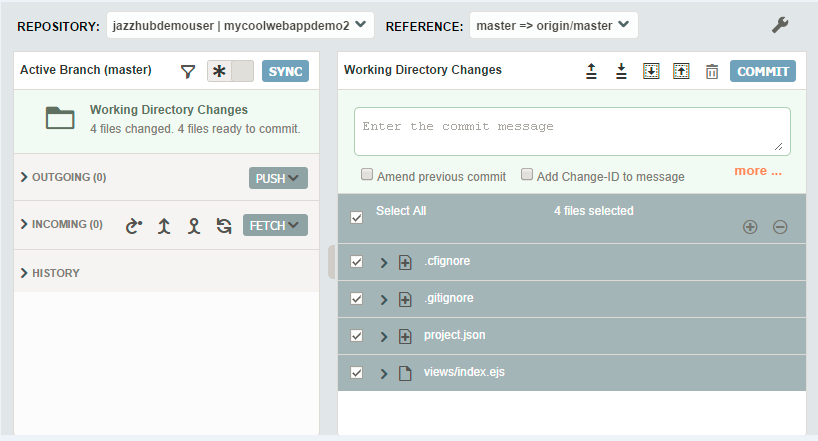 REPOSITORY: jazzhubdemouser | mycoolwebappdemo2 REFERENCE: master => origin/master
Active Branch (master) SYNC
Working Directory Changes
4 files changed. 4 files ready to commit.
OUTGOING (0) PUSH
INCOMING (0) FETCH
HISTORY
Working Directory Changes COMMIT
Enter the commit message
Amend previous commit Add Change-ID to message more ...
Select All 4 files selected
.cfignore
.gitignore
project.json
views/index.ejs